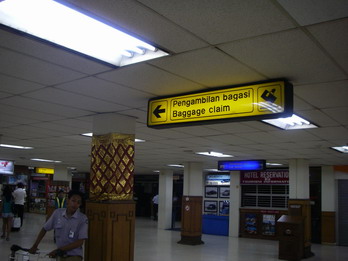 Pengambilan bagasi
Baggage claim
HOTEL RESERVATION